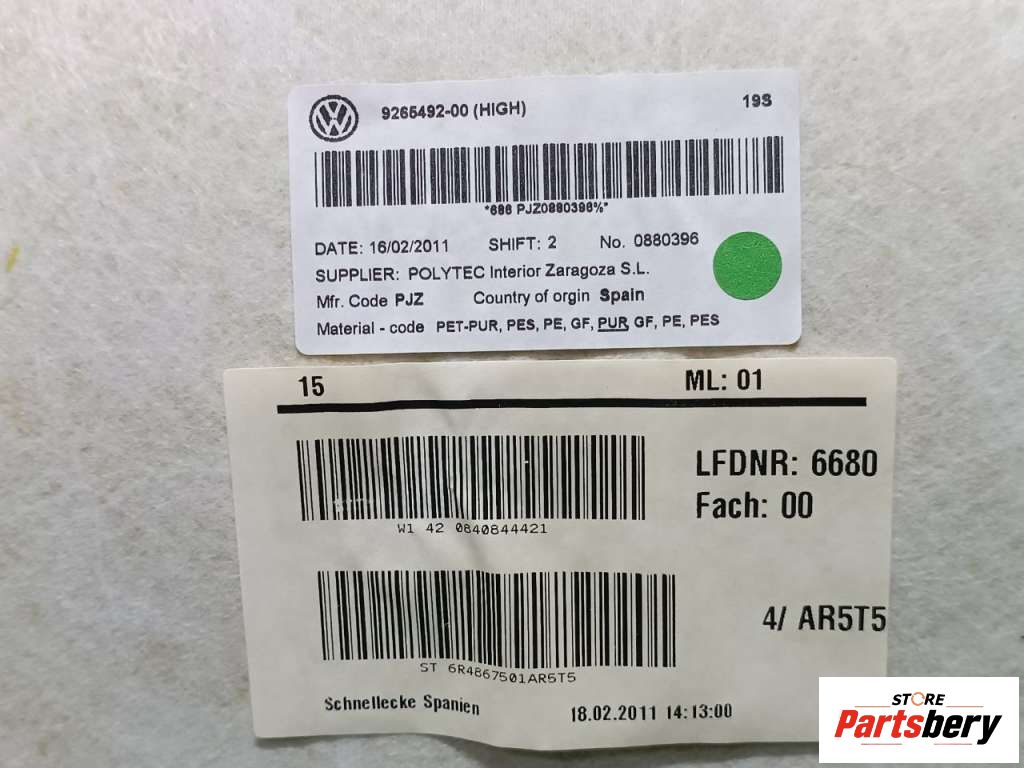 9265492-00 (HIGH)
19S
*686 PJZ0880396%*
DATE: 16/02/2011 SHIFT: 2 No. 0880396
SUPPLIER: POLYTEC Interior Zaragoza S.L.
Mfr. Code PJZ Country of orgin Spain
Material - code PET-PUR, PES, PE, GF, PUR, GF, PE, PES
15
ML: 01
W1 42 0840844421
LFDNR: 6680
Fach: 00
ST 6R4867501AR5T5
4/ AR5T5
Schnellecke Spanien
18.02.2011 14:13:00
STORE
Partsbery